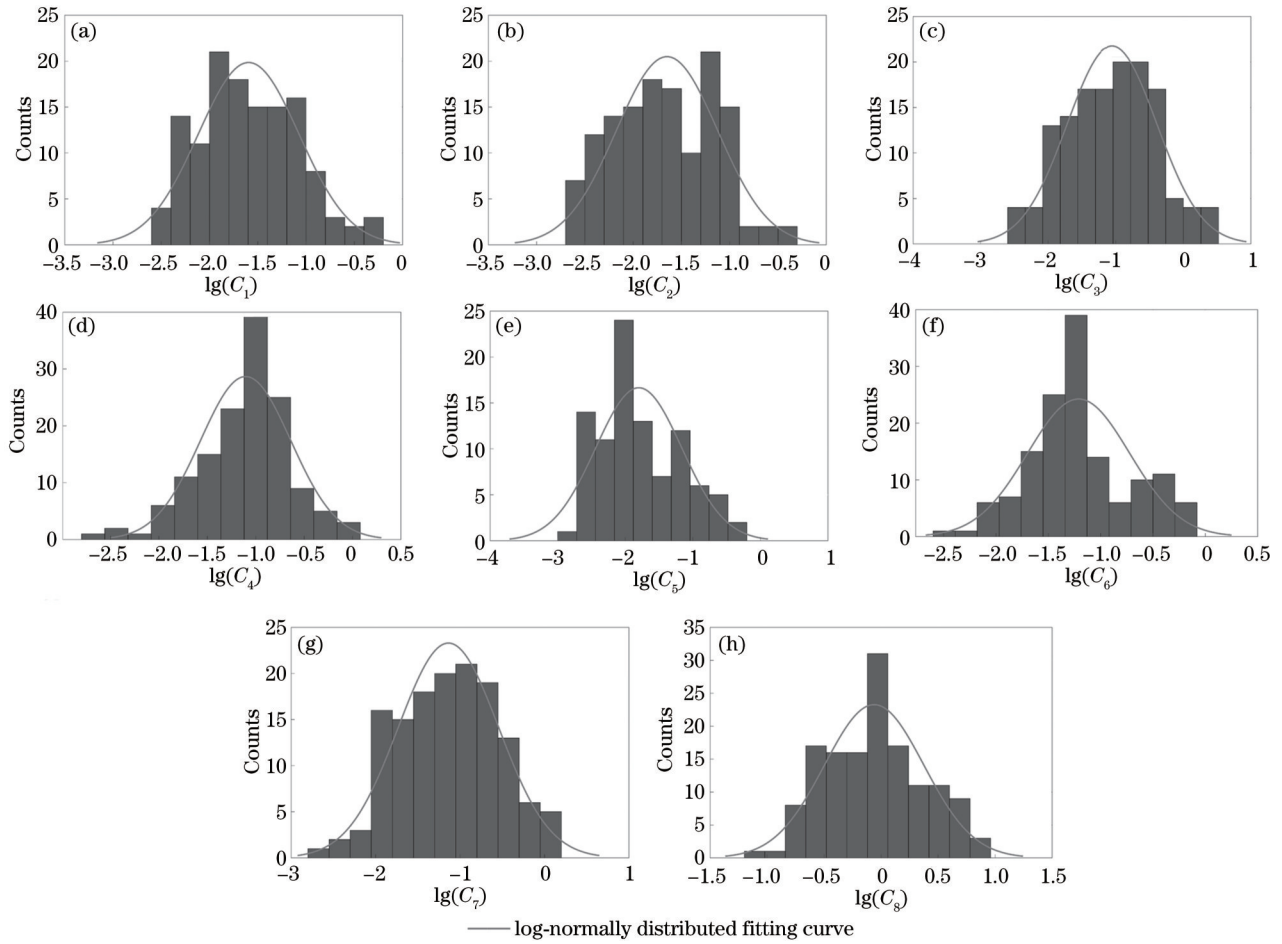 (a)
25
20
15
10
5
0
Counts
−3.5 −3.0 −2.5 −2.0 −1.5 −1.0 −0.5 0
lg(C1)
(b)
25
20
15
10
5
0
Counts
−3.5 −3.0 −2.5 −2.0 −1.5 −1.0 −0.5 0
lg(C2)
(c)
25
20
15
10
5
0
Counts
−4 −3 −2 −1 0 1
lg(C3)
(d)
40
30
20
10
0
Counts
−2.5 −2.0 −1.5 −1.0 −0.5 0 0.5
lg(C4)
(e)
25
20
15
10
5
0
Counts
−4 −3 −2 −1 0 1
lg(C5)
(f)
40
30
20
10
0
Counts
−2.5 −2.0 −1.5 −1.0 −0.5 0 0.5
lg(C6)
(g)
25
20
15
10
5
0
Counts
−3 −2 −1 0 1
lg(C7)
(h)
35
30
25
20
15
10
5
0
Counts
−1.5 −1.0 −0.5 0 0.5 1.0 1.5
lg(C8)
log-normally distributed fitting curve